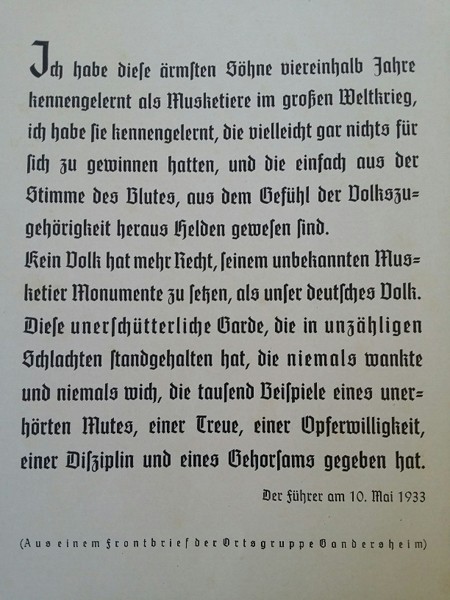 Ich habe diese ärmsten Söhne viereinhalb Jahre
kennengelernt als Musketiere im großen Weltkrieg,
ich habe sie kennengelernt, die vielleicht gar nichts für
sich zu gewinnen hatten, und die einfach aus der
Stimme des Blutes, aus dem Gefühl der Volkszu=
gehörigkeit heraus Helden gewesen sind.
Kein Volk hat mehr Recht, seinem unbekannten Mus=
ketier Monumente zu setzen, als unser deutsches Volk.
Diese unerschütterliche Garde, die in unzähligen
Schlachten standgehalten hat, die niemals wankte
und niemals wich, die tausend Beispiele eines uner=
hörten Mutes, einer Treue, einer Opferwilligkeit,
einer Disziplin und eines Gehorsams gegeben hat.
Der Führer am 10. Mai 1933
(Aus einem Frontbrief der Ortsgruppe Gandersheim)